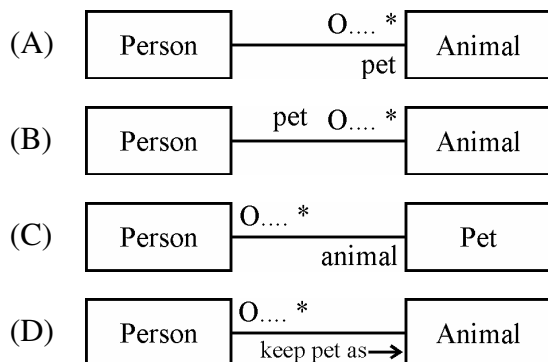 (A) Person O.... * pet Animal
(B) Person pet O.... * Animal
(C) Person O.... * animal Pet
(D) Person O.... * keep pet as Animal